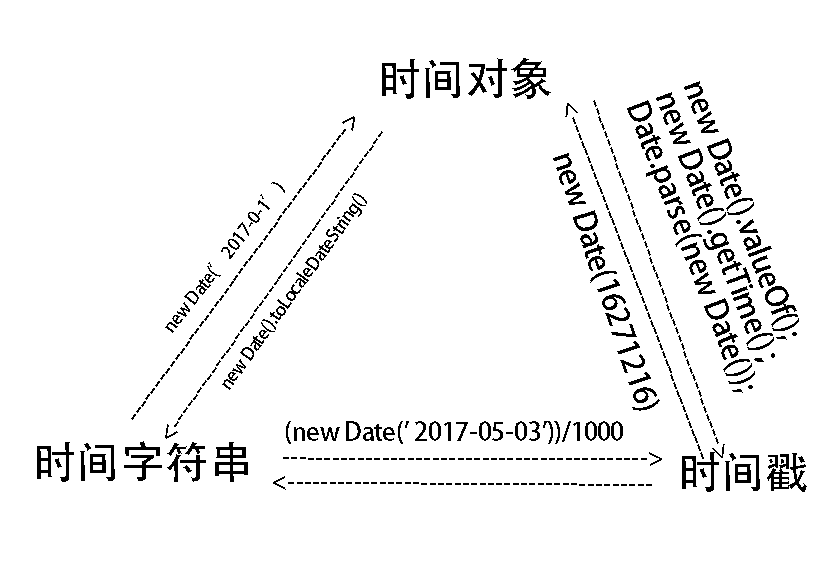 时间对象
new Date(’ 2017-0-1’ )
new Date().toLocaleDateString()
new Date(16271216)
new Date().valueOf();
new Date().getTime();
Date.parse(new Date());
(new Date(’ 2017-05-03’))/1000
时间字符串
时间戳